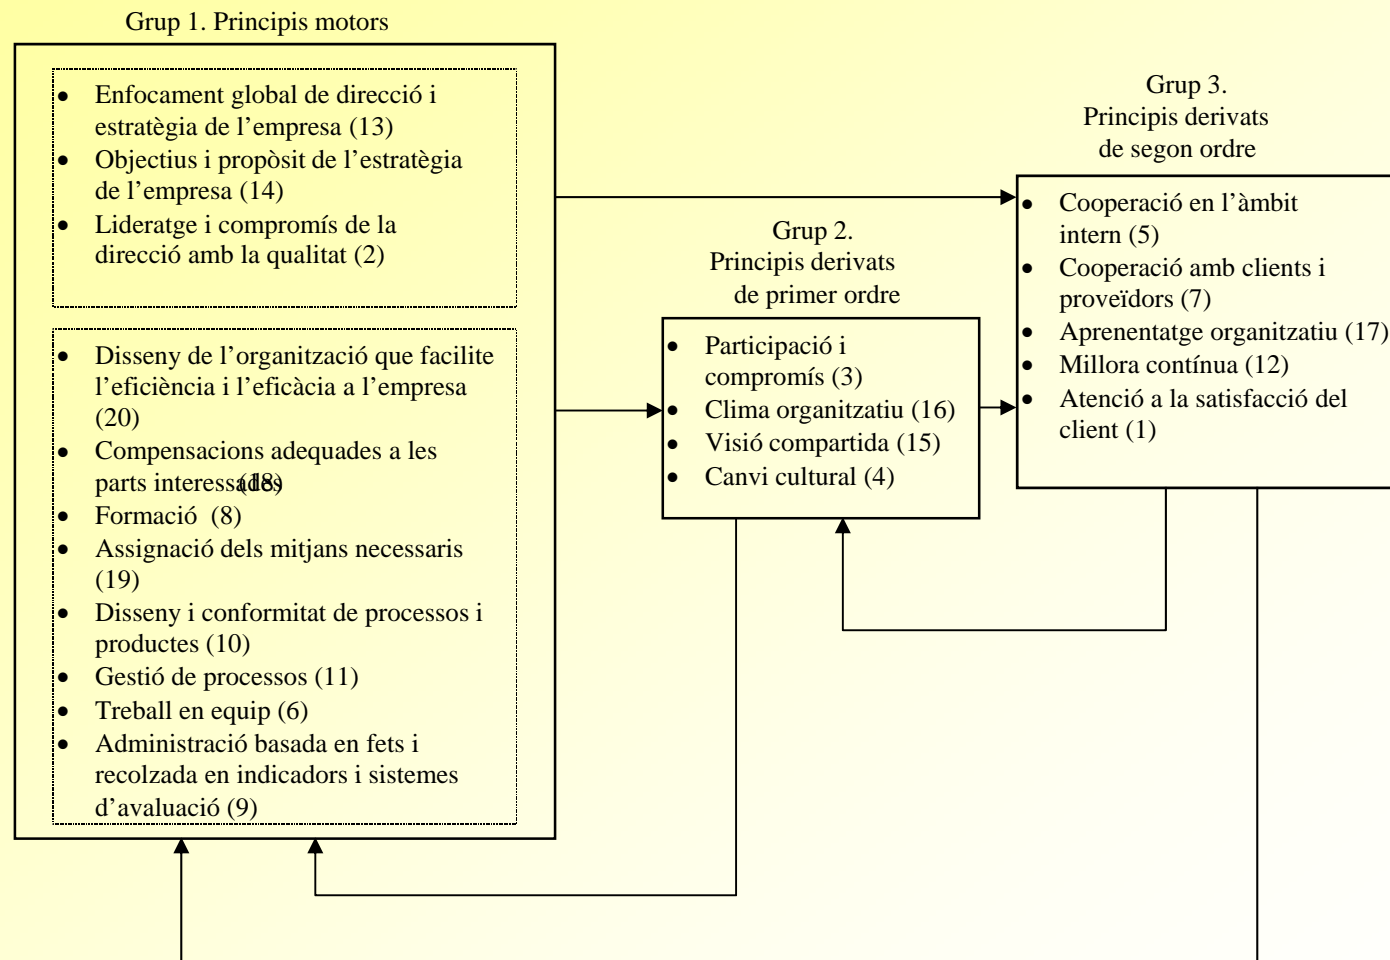 Grup 1. Principis motors
• Enfocament global de direcció i
estratègia de l’empresa (13)
• Objectius i propòsit de l’estratègia
de l’empresa (14)
• Lideratge i compromís de la
direcció amb la qualitat (2)
• Disseny de l’organització que facilite
l’eficiència i l’eficàcia a l’empresa
(20)
• Compensacions adequades a les
parts interessades (18)
• Formació (8)
• Assignació dels mitjans necessaris
(19)
• Disseny i conformitat de processos i
productes (10)
• Gestió de processos (11)
• Treball en equip (6)
• Administració basada en fets i
recolzada en indicadors i sistemes
d’avaluació (9)
Grup 2.
Principis derivats
de primer ordre
• Participació i
compromís (3)
• Clima organitzatiu (16)
• Visió compartida (15)
• Canvi cultural (4)
Grup 3.
Principis derivats
de segon ordre
• Cooperació en l’àmbit
intern (5)
• Cooperació amb clients i
proveïdors (7)
• Aprenentatge organitzatiu (17)
• Millora contínua (12)
• Atenció a la satisfacció del
client (1)